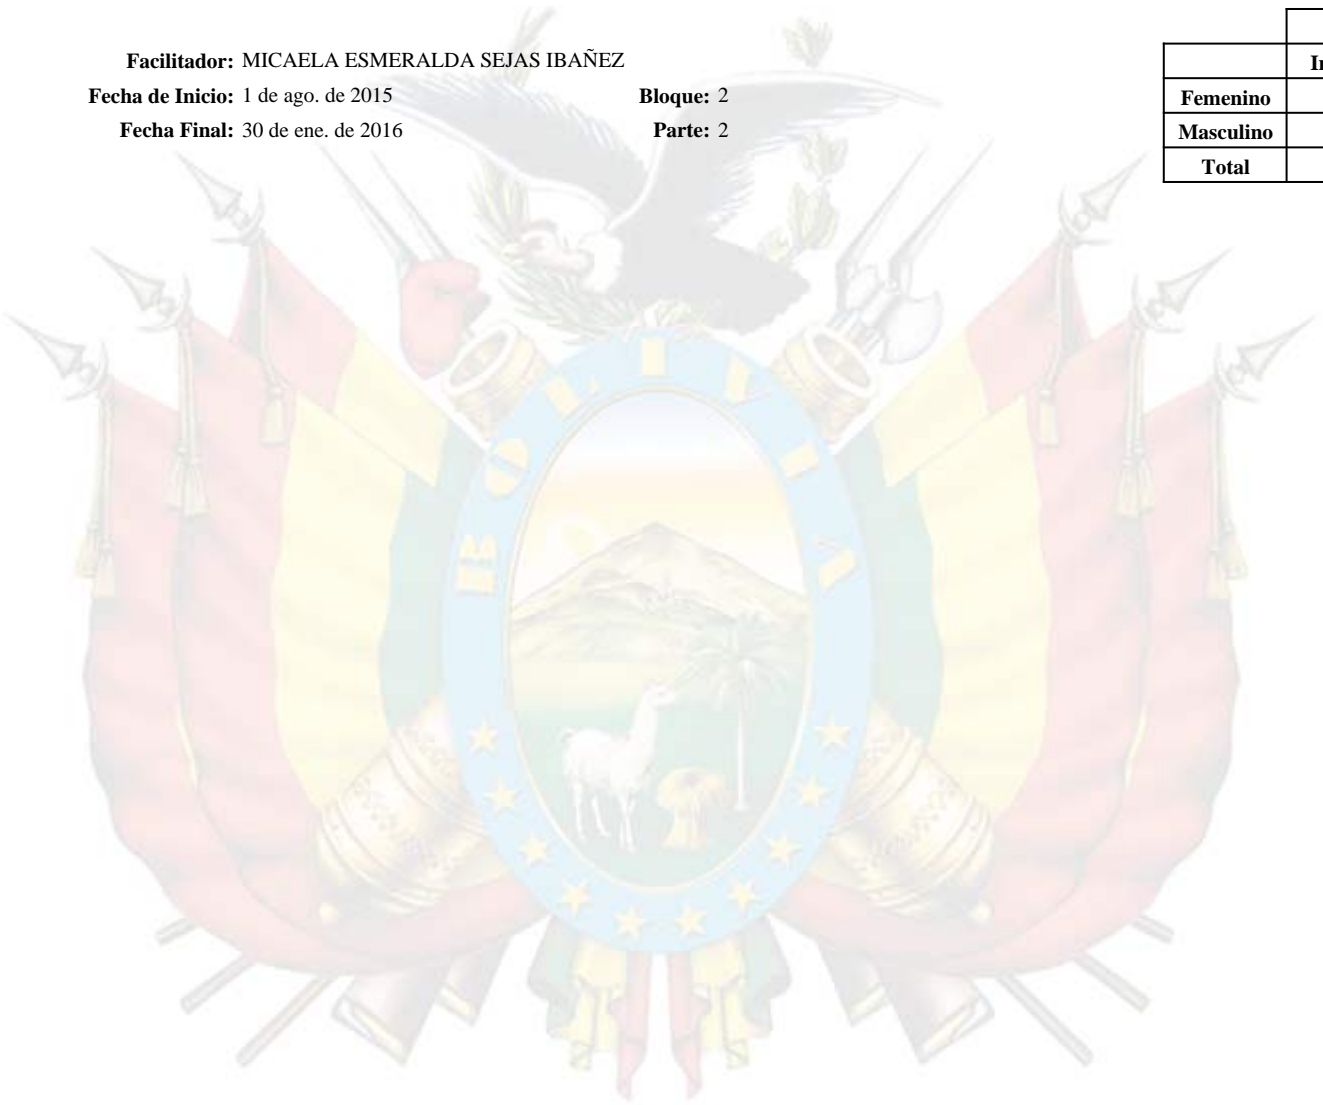 Facilitador: MICAELA ESMERALDA SEJAS IBAÑEZ
Fecha de Inicio: 1 de ago. de 2015 Bloque: 2
Fecha Final: 30 de ene. de 2016 Parte: 2
Femenino
Masculino
Total
BOLIVIA